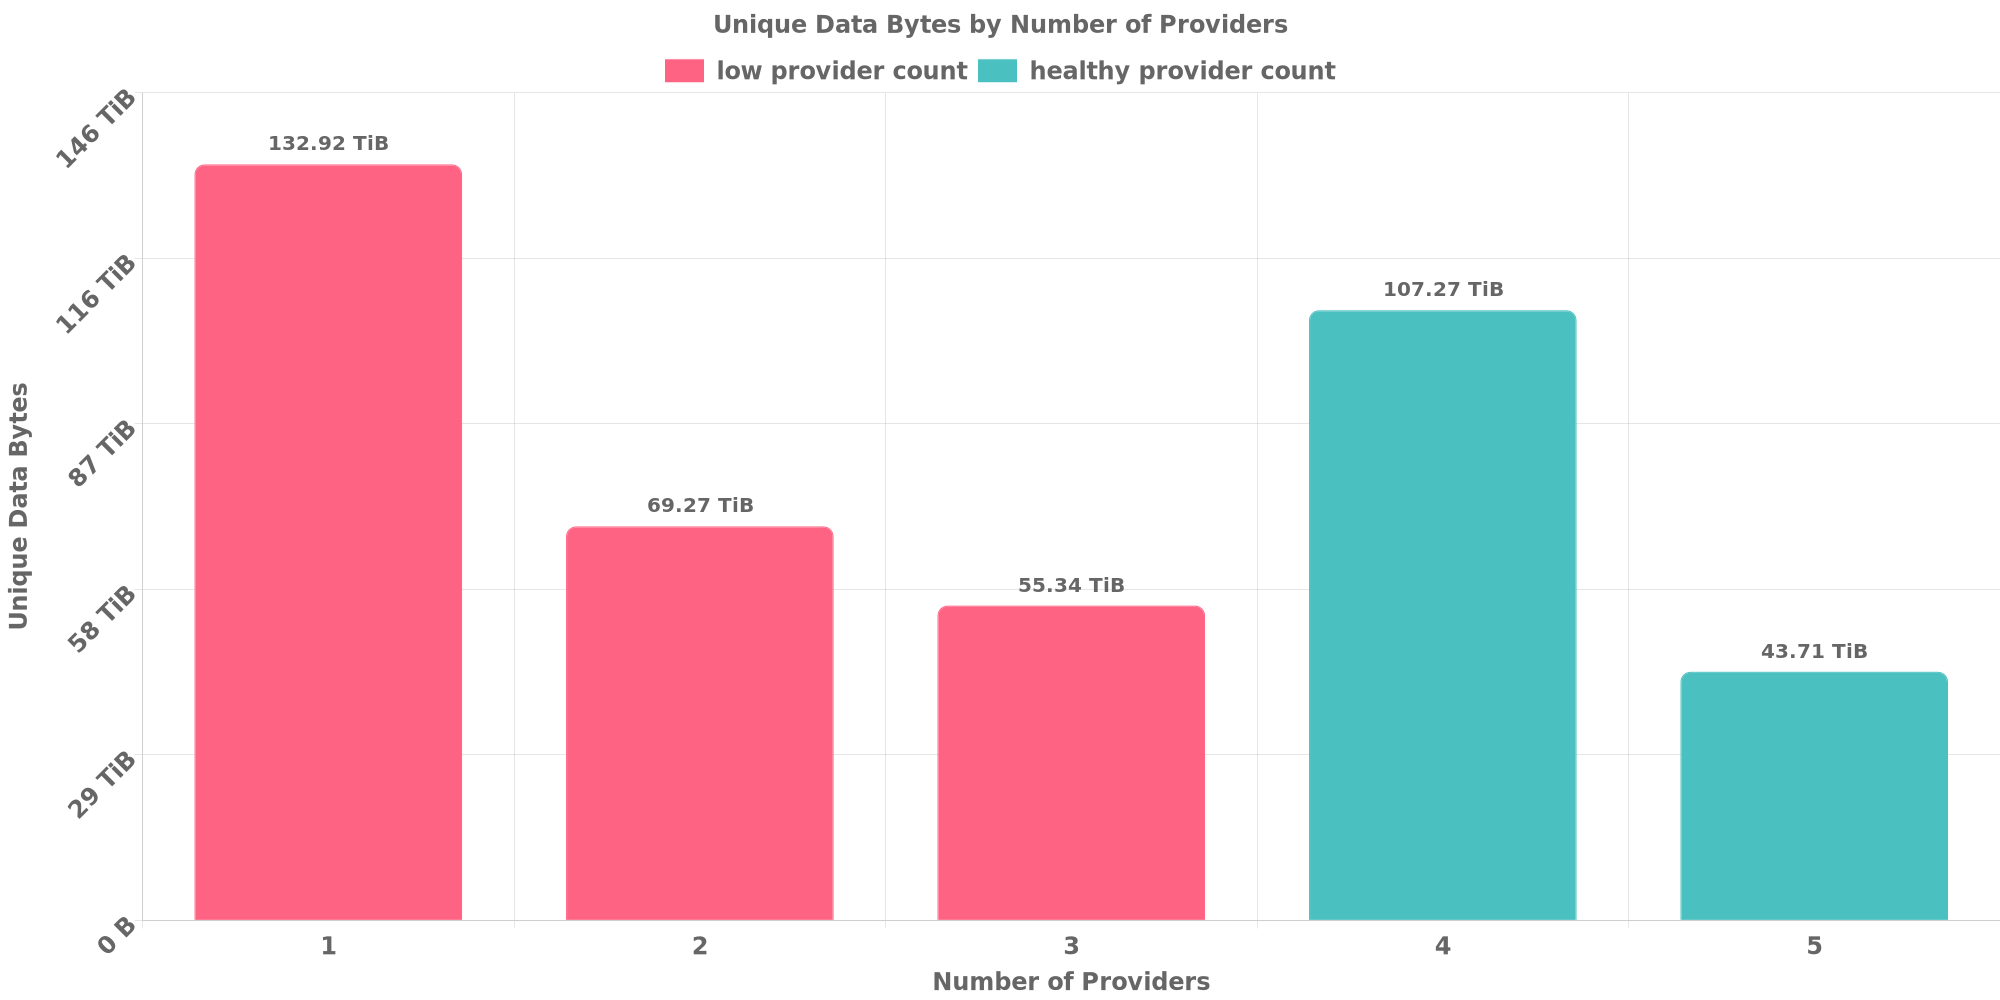 Unique Data Bytes by Number of Providers
low provider count healthy provider count
146 TiB
116 TiB
87 TiB
58 TiB
29 TiB
0 B
Unique Data Bytes
132.92 TiB
69.27 TiB
55.34 TiB
107.27 TiB
43.71 TiB
1 2 3 4 5
Number of Providers